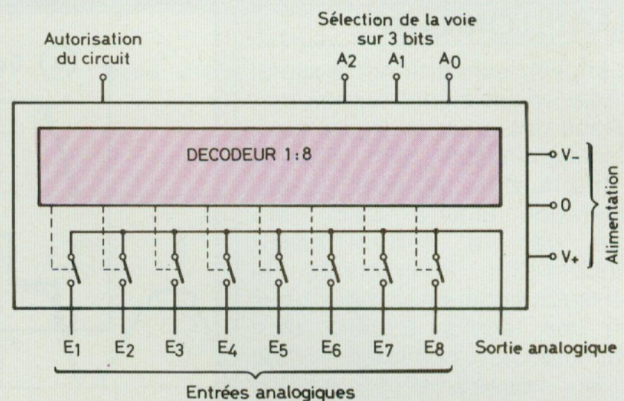 Autorisation
du circuit
Sélection de la voie
sur 3 bits
A2 A1 A0
DECODEUR 1:8
V-
0
V+
Alimentation
E1 E2 E3 E4 E5 E6 E7 E8 Sortie analogique
Entrées analogiques